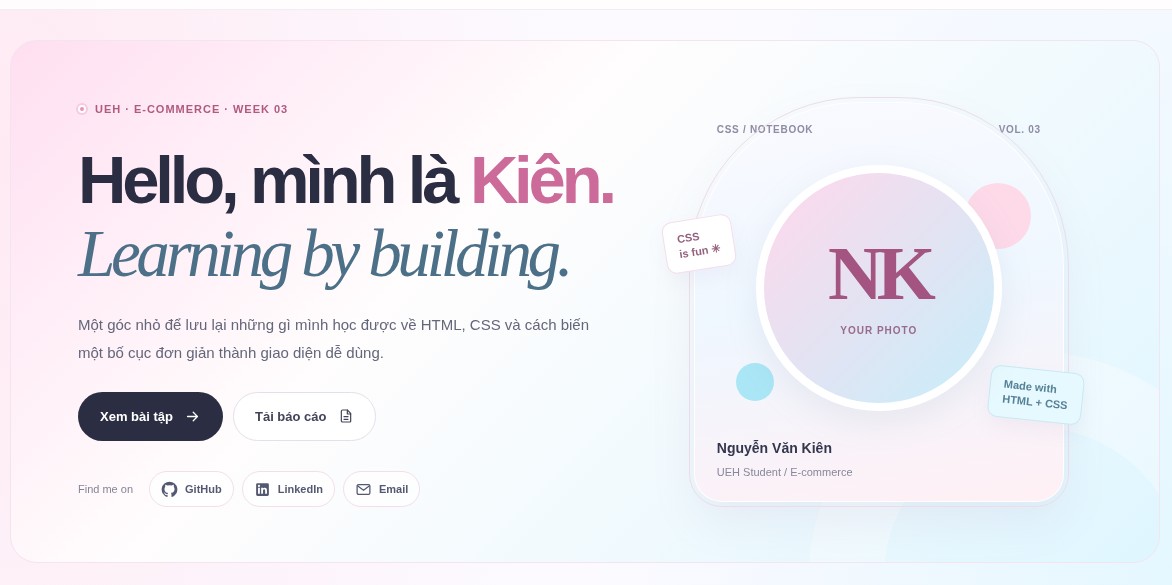 UEH · E-COMMERCE · WEEK 03
Hello, mình là Kiên.
Learning by building.
Một góc nhỏ để lưu lại những gì mình học được về HTML, CSS và cách biến
một bố cục đơn giản thành giao diện dễ dùng.
Xem bài tập →
Tải báo cáo
Find me on
GitHub
LinkedIn
Email
CSS / NOTEBOOK
VOL. 03
CSS
is fun ✳
NK
YOUR PHOTO
Made with
HTML + CSS
Nguyễn Văn Kiên
UEH Student / E-commerce